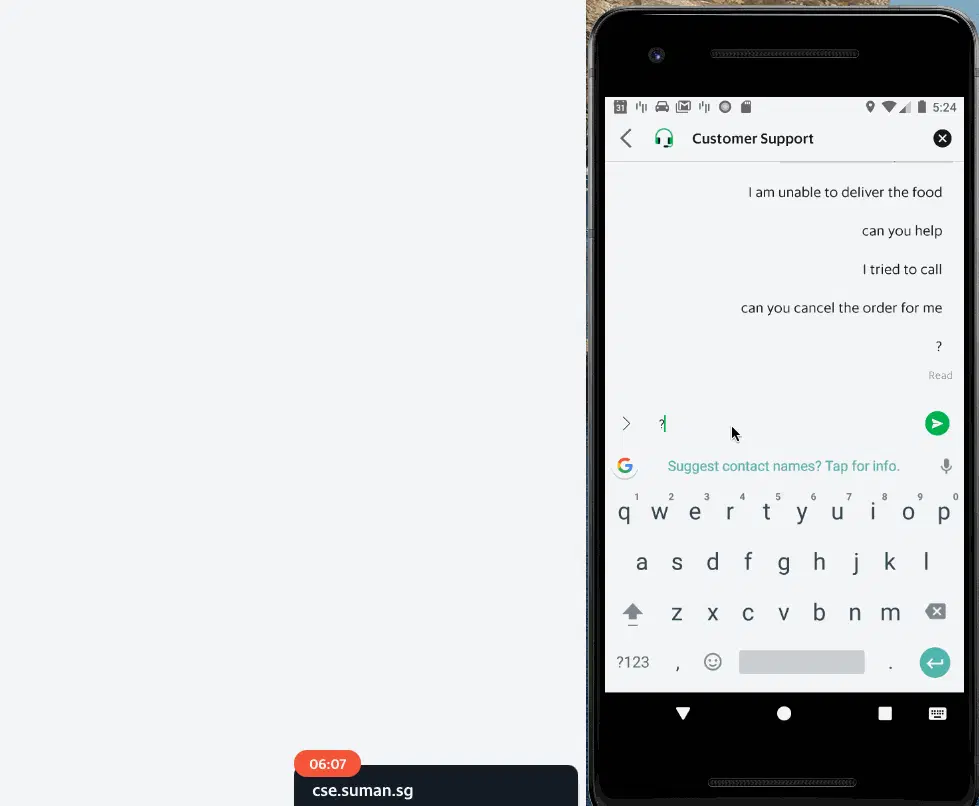 31
5:24
Customer Support
I am unable to deliver the food
can you help
I tried to call
can you cancel the order for me
?
Read
?
G Suggest contact names? Tap for info.
1 2 3 4 5 6 7 8 9 0
q w e r t y u i o p
a s d f g h j k l
z x c v b n m
?123 , .
06:07
cse.suman.sg